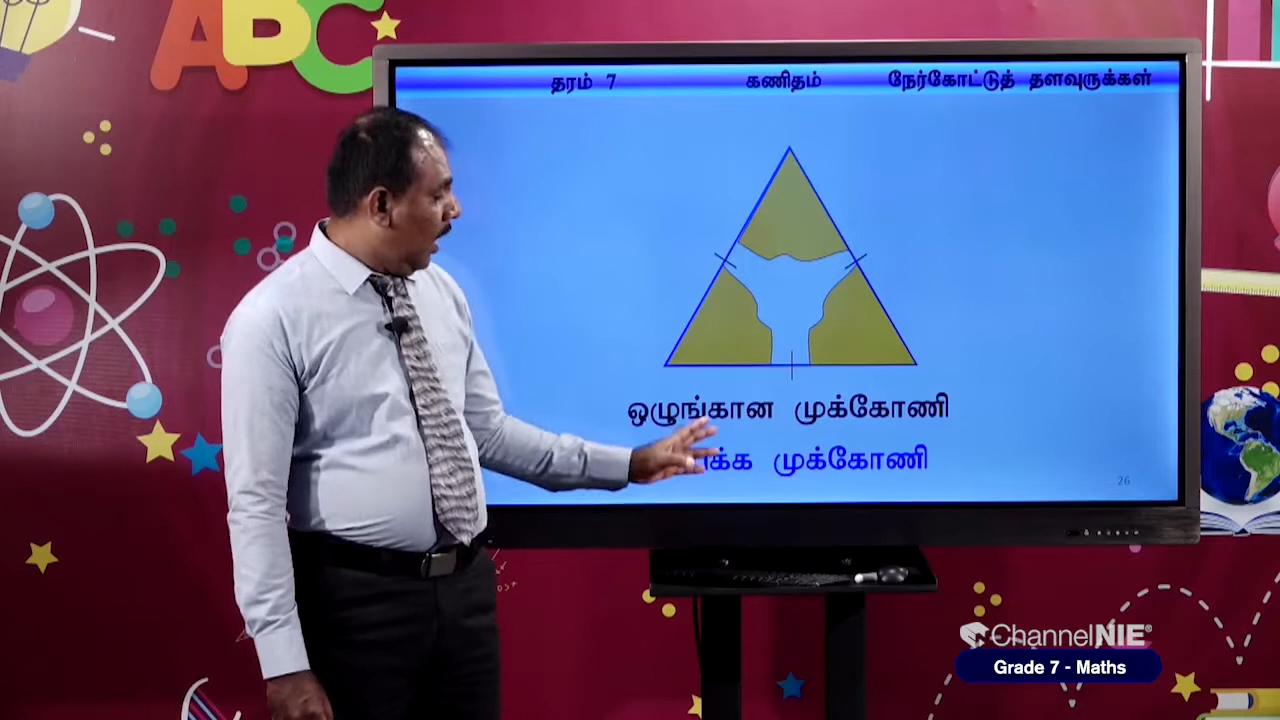 ABC
தரம் 7 கணிதம் நேர்கோட்டுத் தளவுருக்கள்
ஒழுங்கான முக்கோணி
முக்கோணி
26
ChannelNIE®
Grade 7 - Maths